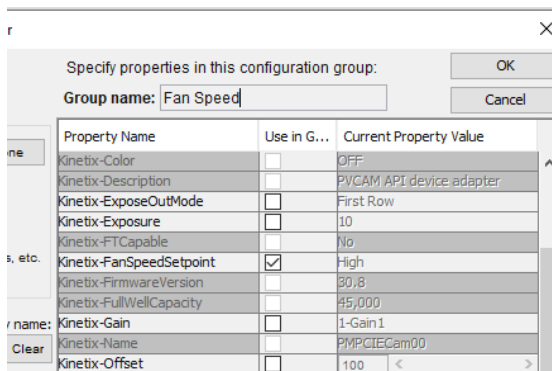 r
Specify properties in this configuration group:
OK
Group name: Fan Speed
Cancel
one
Property Name Use in G... Current Property Value
Kinetix-Color OFF
Kinetix-Description PVCAM API device adapter
Kinetix-ExposeOutMode First Row
Kinetix-Exposure 10
Kinetix-FTCapable No
s, etc.
Kinetix-FanSpeedSetpoint High
Kinetix-FirmwareVersion 30.8
Kinetix-FullWellCapacity 45,000
y name:
Kinetix-Gain 1-Gain1
Clear
Kinetix-Name PMPCIECam00
Kinetix-Offset 100